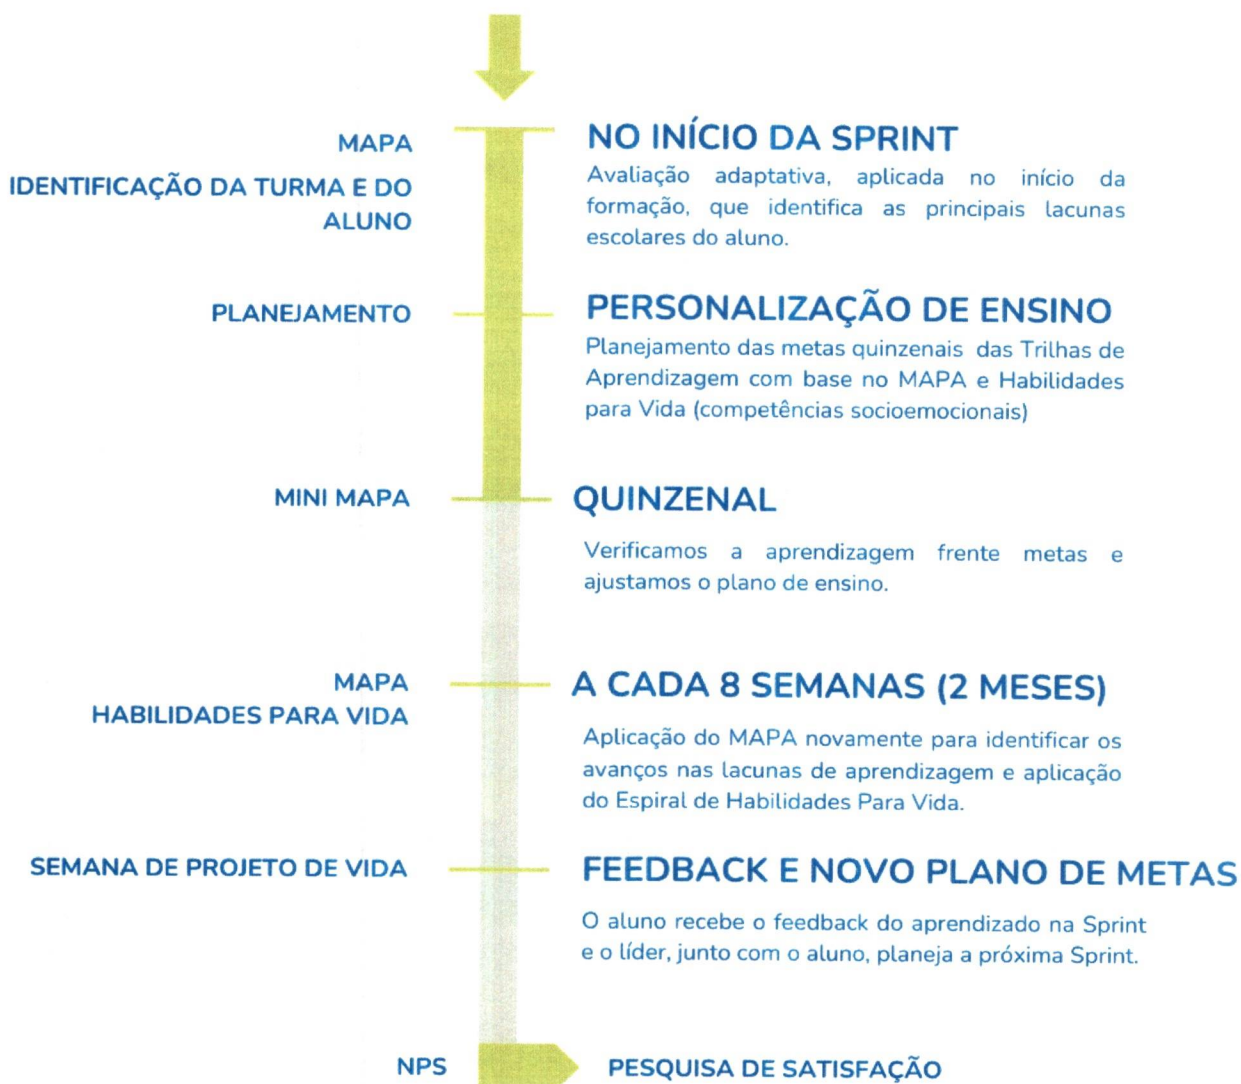 MAPA
IDENTIFICAÇÃO DA TURMA E DO
ALUNO
NO INÍCIO DA SPRINT
Avaliação adaptativa, aplicada no início da
formação, que identifica as principais lacunas
escolares do aluno.
PLANEJAMENTO
PERSONALIZAÇÃO DE ENSINO
Planejamento das metas quinzenais das Trilhas de
Aprendizagem com base no MAPA e Habilidades
para Vida (competências socioemocionais)
MINI MAPA
QUINZENAL
Verificamos a aprendizagem frente metas e
ajustamos o plano de ensino.
MAPA
HABILIDADES PARA VIDA
A CADA 8 SEMANAS (2 MESES)
Aplicação do MAPA novamente para identificar os
avanços nas lacunas de aprendizagem e aplicação
do Espiral de Habilidades Para Vida.
SEMANA DE PROJETO DE VIDA
FEEDBACK E NOVO PLANO DE METAS
O aluno recebe o feedback do aprendizado na Sprint
e o líder, junto com o aluno, planeja a próxima Sprint.
NPS
PESQUISA DE SATISFAÇÃO